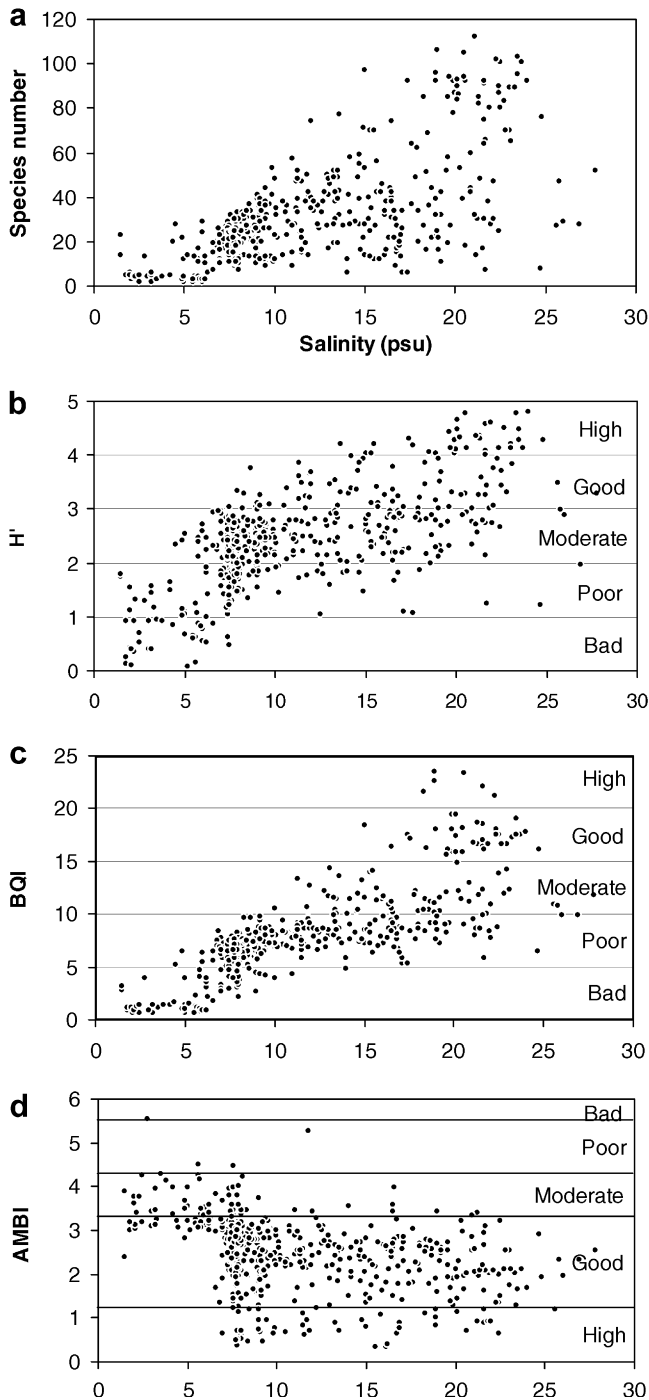 a
120
100
80
60
40
20
0
Species number
0 5 10 15 20 25 30
Salinity (psu)
b
5
4
3
2
1
0
H'
High
Good
Moderate
Poor
Bad
0 5 10 15 20 25 30
c
25
20
15
10
5
0
BQI
High
Good
Moderate
Poor
Bad
0 5 10 15 20 25 30
d
6
5
4
3
2
1
0
AMBI
Bad
Poor
Moderate
Good
High
0 5 10 15 20 25 30